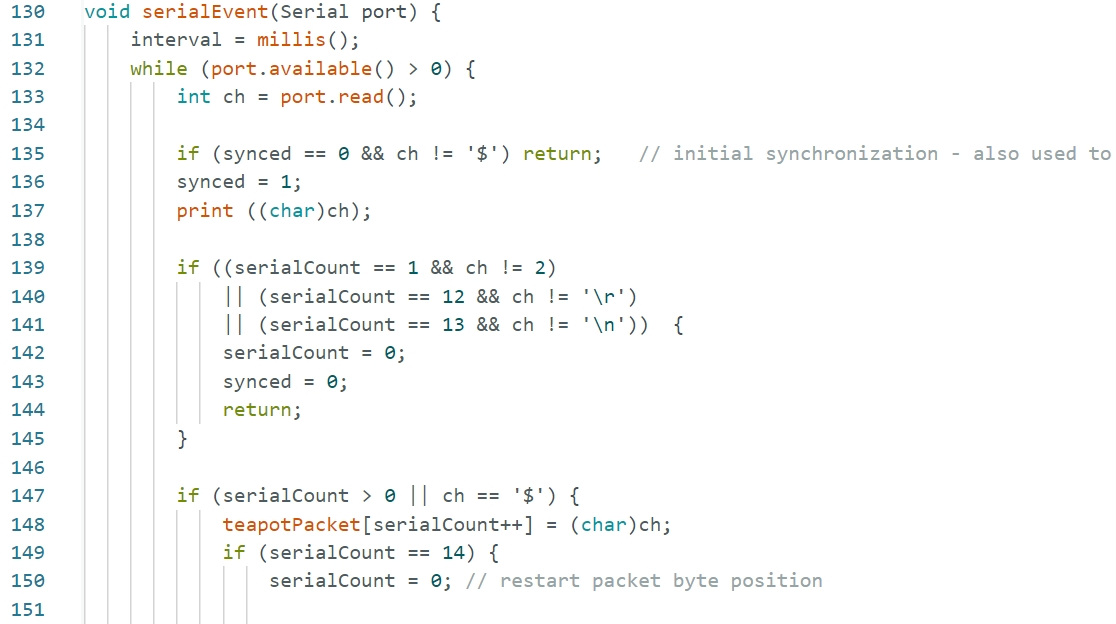 130 void serialEvent(Serial port) {
131 interval = millis();
132 while (port.available() > 0) {
133 int ch = port.read();
134
135 if (synced == 0 && ch != '$') return; // initial synchronization - also used to
136 synced = 1;
137 print ((char)ch);
138
139 if ((serialCount == 1 && ch != 2)
140 || (serialCount == 12 && ch != '\r')
141 || (serialCount == 13 && ch != '\n')) {
142 serialCount = 0;
143 synced = 0;
144 return;
145 }
146
147 if (serialCount > 0 || ch == '$') {
148 teapotPacket[serialCount++] = (char)ch;
149 if (serialCount == 14) {
150 serialCount = 0; // restart packet byte position
151